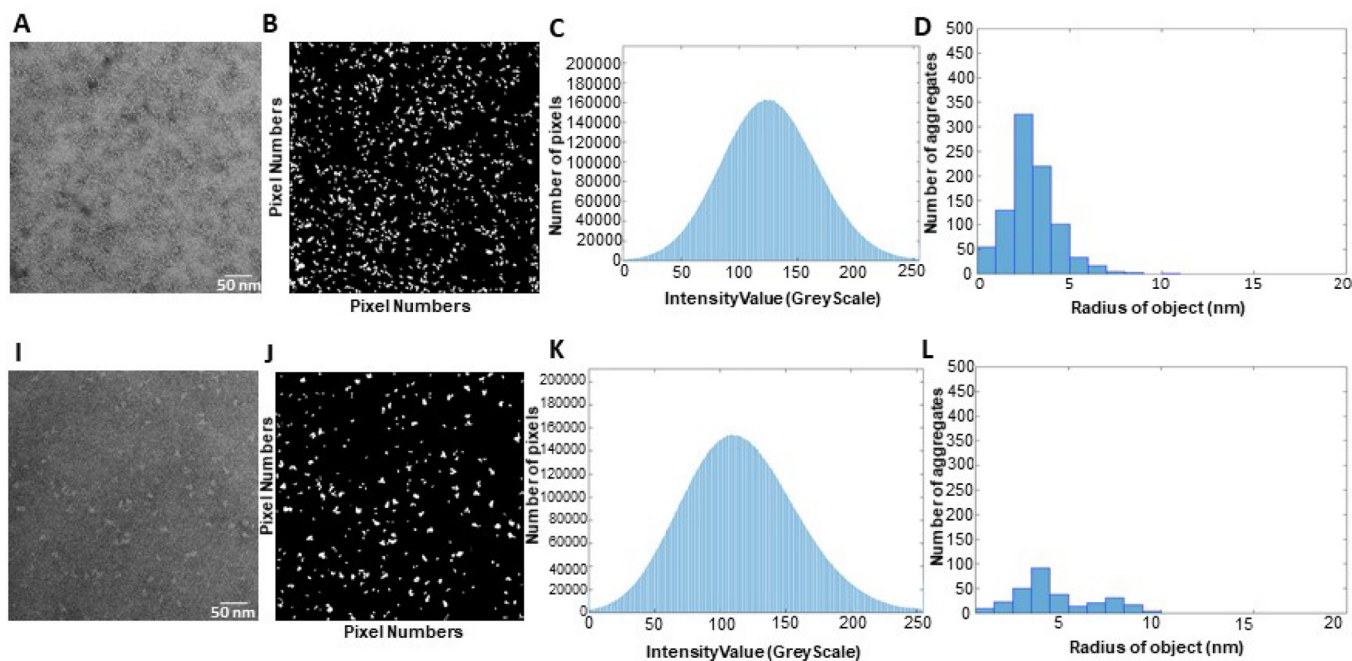 A
B
C
D
50 nm
Pixel Numbers
Pixel Numbers
Number of pixels
200000
180000
160000
140000
120000
100000
80000
60000
40000
20000
0
0 50 100 150 200 250
IntensityValue (Grey Scale)
Number of aggregates
500
450
400
350
300
250
200
150
100
50
0
0 5 10 15 20
Radius of object (nm)
I
J
K
L
50 nm
Pixel Numbers
Pixel Numbers
Number of pixels
200000
180000
160000
140000
120000
100000
80000
60000
40000
20000
0
0 50 100 150 200 250
IntensityValue (Grey Scale)
Number of aggregates
500
450
400
350
300
250
200
150
100
50
0
5 10 15 20
Radius of object (nm)